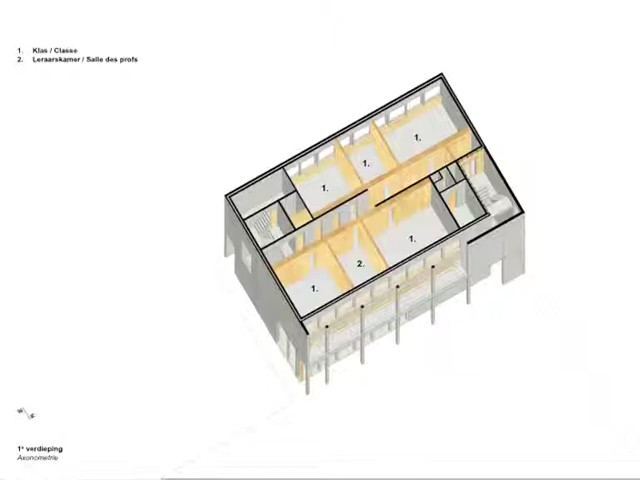 1. Klas / Classe
2. Leraarskamer / Salle des profs
1.
1.
1.
1.
2.
1.
1e verdieping
Axonometrie